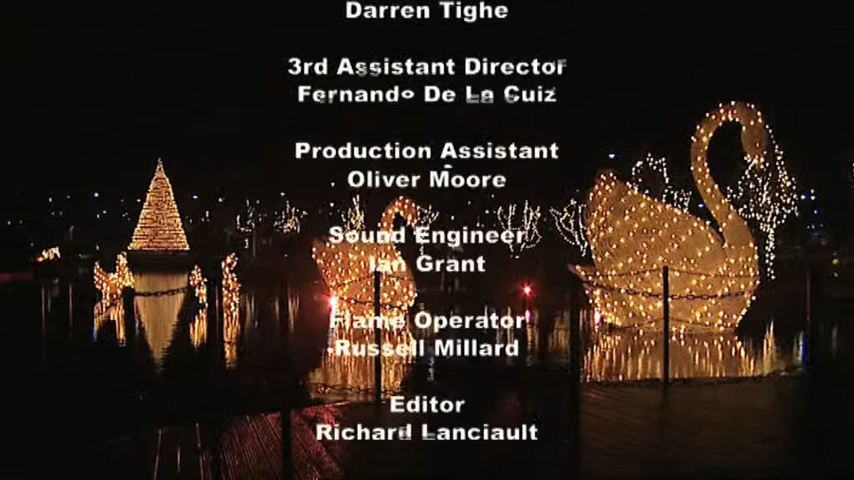 Darren Tighe
3rd Assistant Director
Fernando De La Cuiz
Production Assistant
Oliver Moore
Sound Engineer
Ian Grant
Flame Operator
Russell Millard
Editor
Richard Lanciault